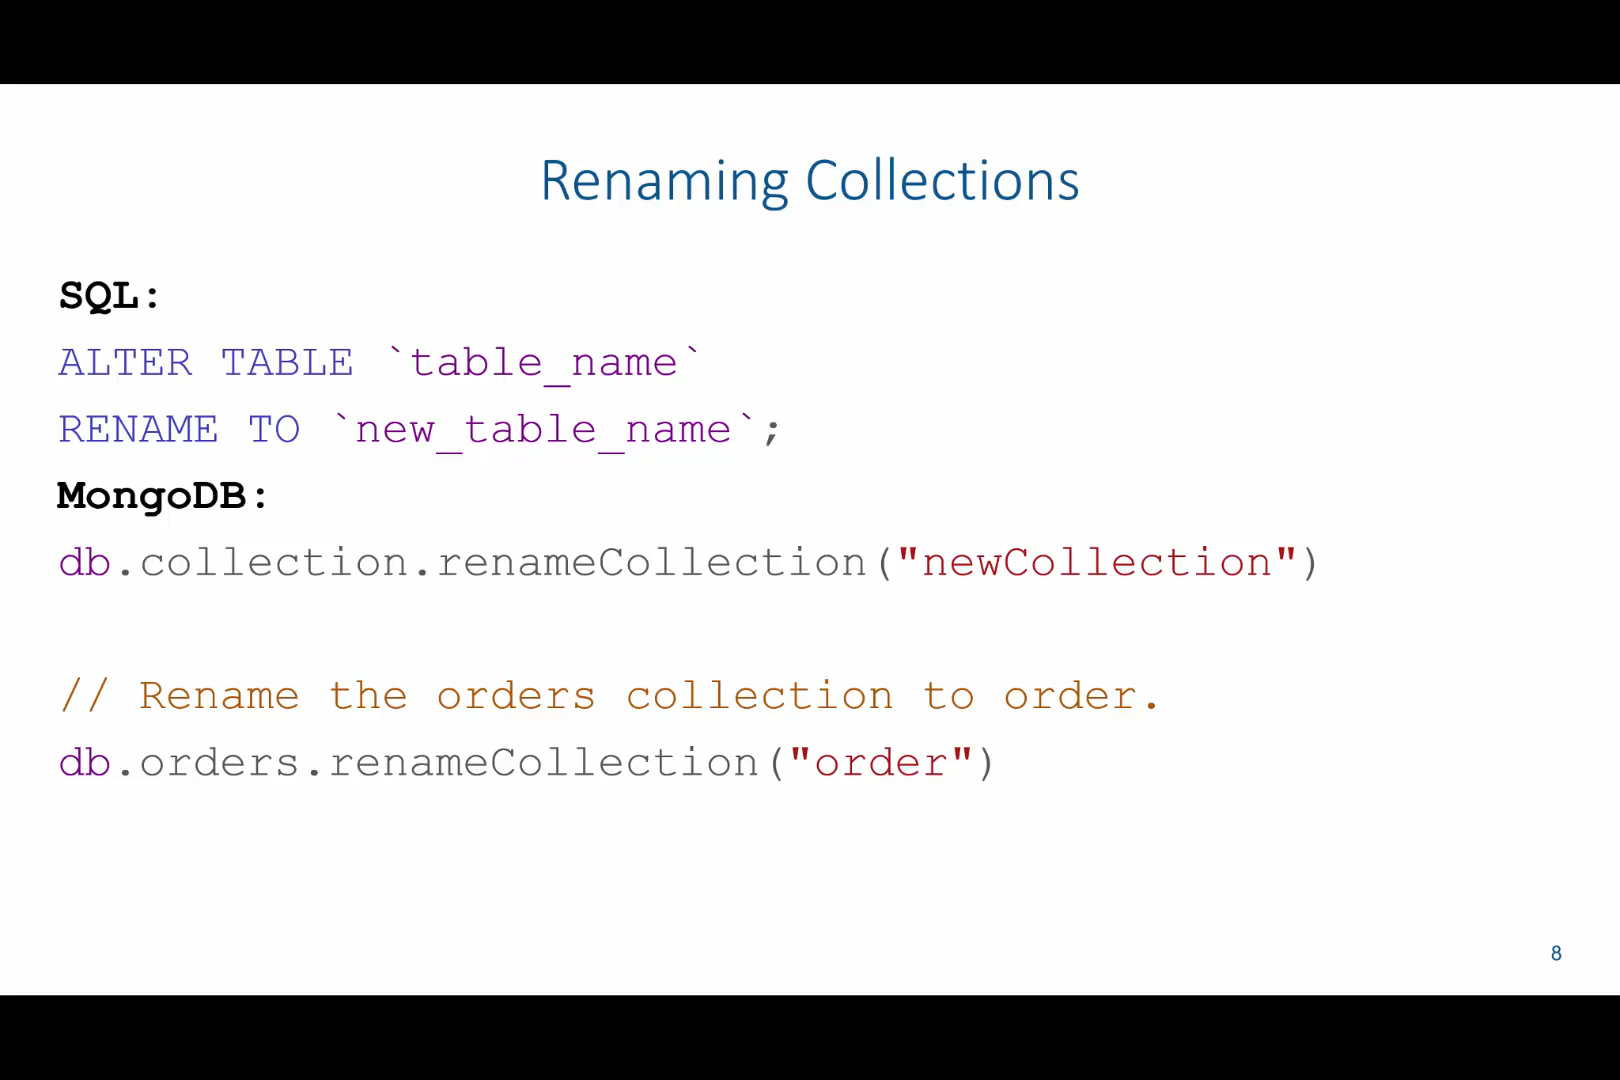 Renaming Collections
SQL:
ALTER TABLE `table_name`
RENAME TO `new_table_name`;
MongoDB:
db.collection.renameCollection("newCollection")
// Rename the orders collection to order.
db.orders.renameCollection("order")
8